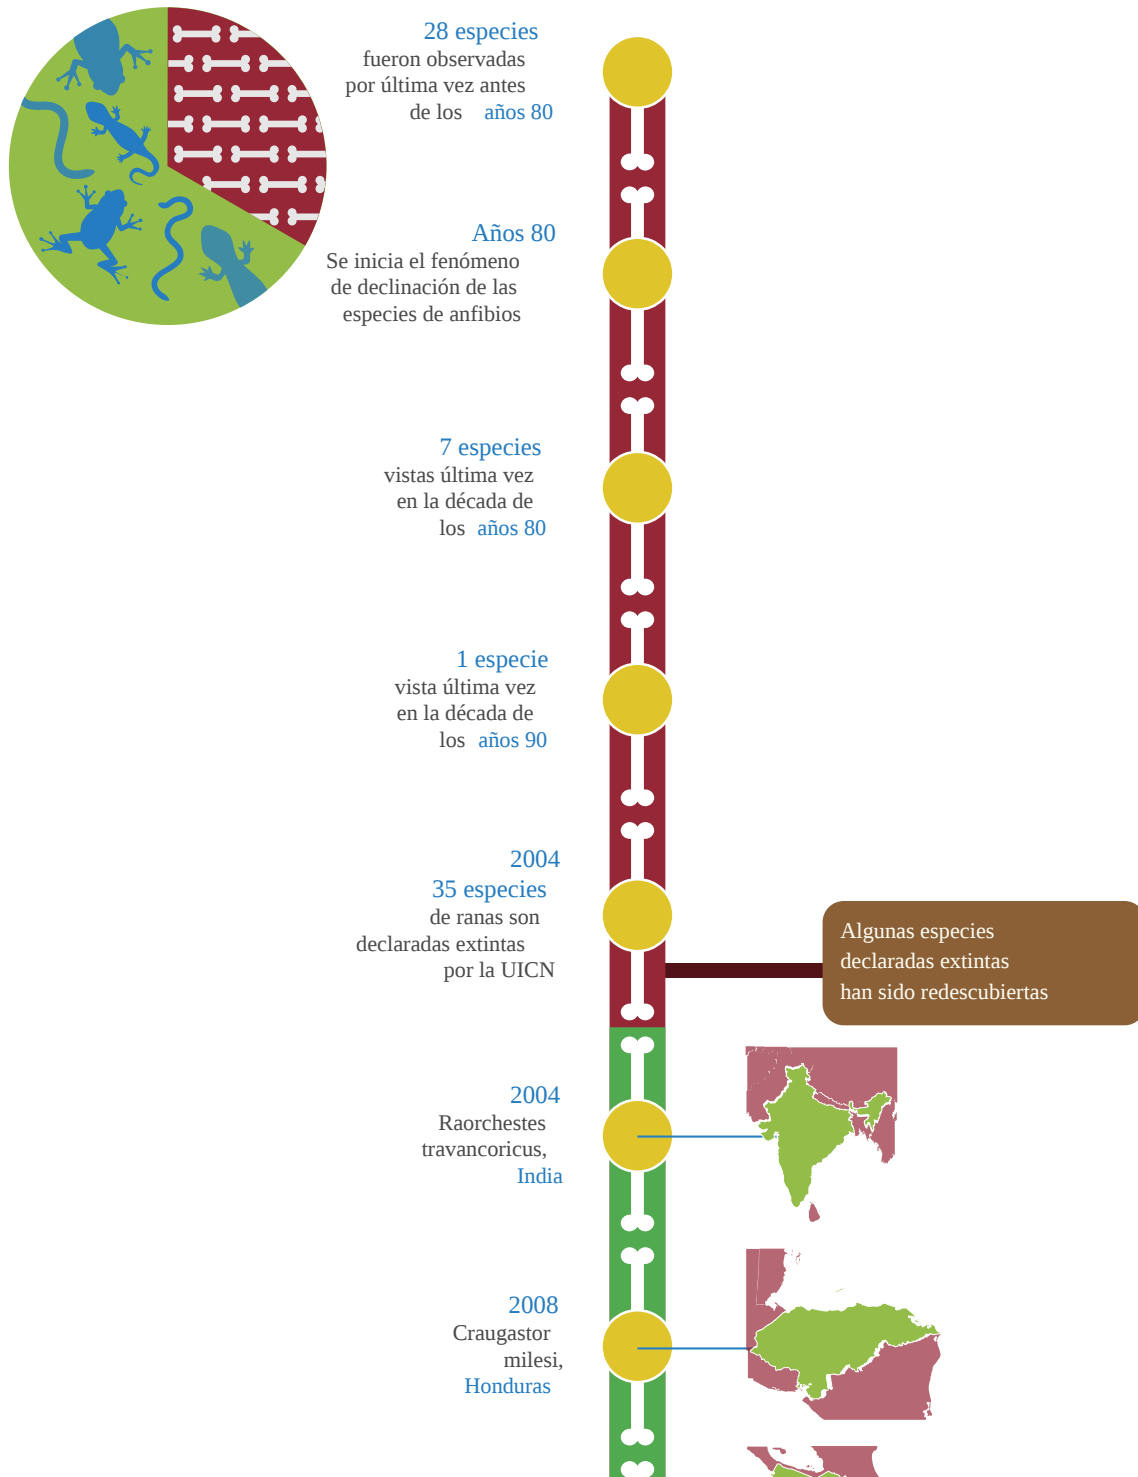 28 especies
fueron observadas
por última vez antes
de los años 80
Años 80
Se inicia el fenómeno
de declinación de las
especies de anfibios
7 especies
vistas última vez
en la década de
los años 80
1 especie
vista última vez
en la década de
los años 90
2004
35 especies
de ranas son
declaradas extintas
por la UICN
Algunas especies
declaradas extintas
han sido redescubiertas
2004
Raorchestes
travancoricus,
India
2008
Craugastor
milesi,
Honduras